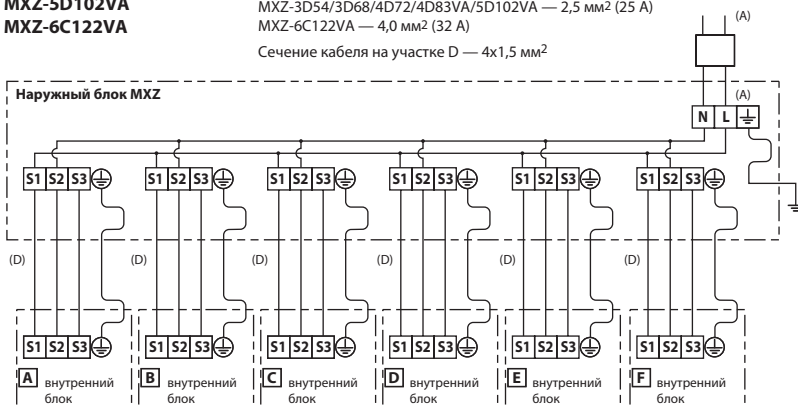 MXZ-5D102VA
MXZ-3D54/3D68/4D72/4D83VA/5D102VA — 2,5 мм2 (25 А)
MXZ-6C122VA
MXZ-6C122VA — 4,0 мм2 (32 А)
(A)
Сечение кабеля на участке D — 4x1,5 мм2
Наружный блок MXZ
(A)
N L
S1 S2 S3 S1 S2 S3 S1 S2 S3 S1 S2 S3 S1 S2 S3 S1 S2 S3
(D) (D) (D) (D) (D) (D)
S1 S2 S3 S1 S2 S3 S1 S2 S3 S1 S2 S3 S1 S2 S3 S1 S2 S3
A внутренний B внутренний C внутренний D внутренний E внутренний F внутренний
блок блок блок блок блок блок